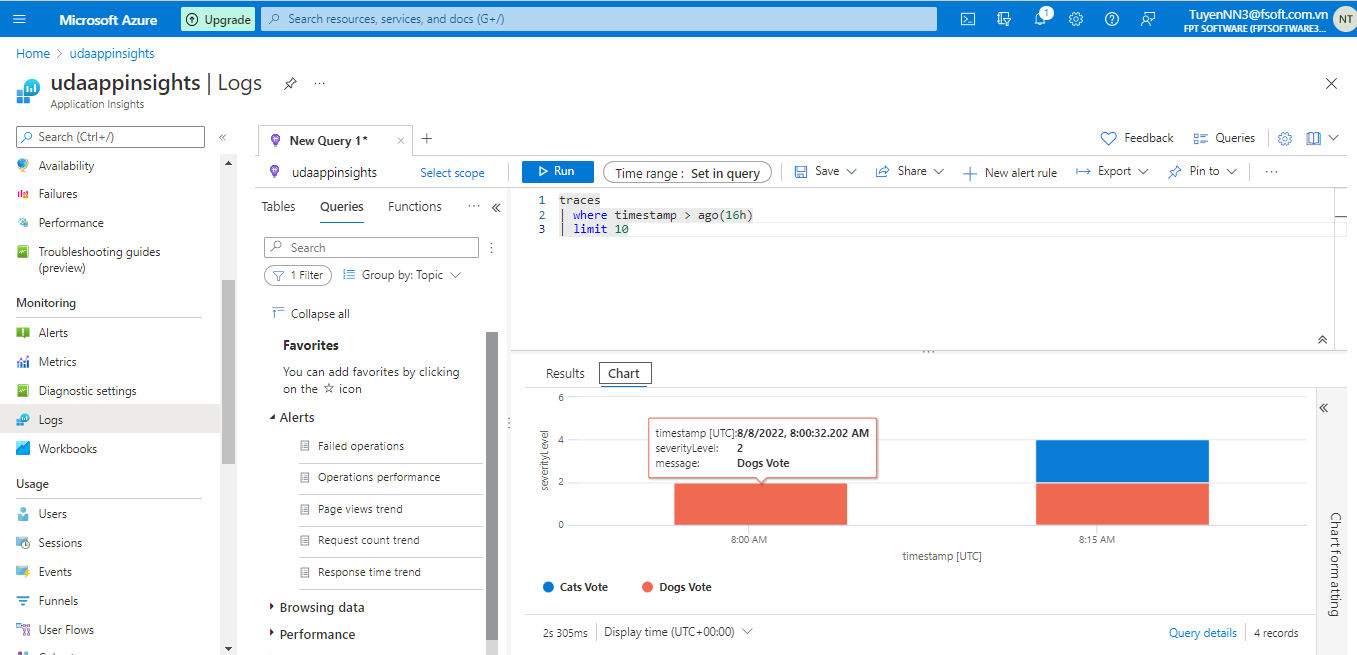 Microsoft Azure
Upgrade
Search resources, services, and docs (G+/)
1
TuyenNN3@fsoft.com.vn
FPT SOFTWARE (FPTSOFTWARE3...
NT
Home > udaappinsights
udaappinsights | Logs
...
Application Insights
Search (Ctrl+/)
«
Availability
Failures
Performance
Troubleshooting guides
(preview)
Monitoring
Alerts
Metrics
Diagnostic settings
Logs
Workbooks
Usage
Users
Sessions
Events
Funnels
User Flows
New Query 1*
Feedback
Queries
udaappinsights
Select scope
Run
Time range : Set in query
Save
Share
New alert rule
Export
Pin to
...
Tables
Queries
Functions
...
«
Search
1 Filter
Group by: Topic
Collapse all
Favorites
You can add favorites by clicking
on the ☆ icon
Alerts
Failed operations
Operations performance
Page views trend
Request count trend
Response time trend
Browsing data
Performance
1 traces
2 | where timestamp > ago(16h)
3 | limit 10
Results
Chart
«
Chart formatting
severityLevel
6
4
2
0
timestamp [UTC]:8/8/2022, 8:00:32.202 AM
severityLevel: 2
message: Dogs Vote
8:00 AM
8:15 AM
timestamp [UTC]
Cats Vote
Dogs Vote
2s 305ms
Display time (UTC+00:00)
Query details
4 records